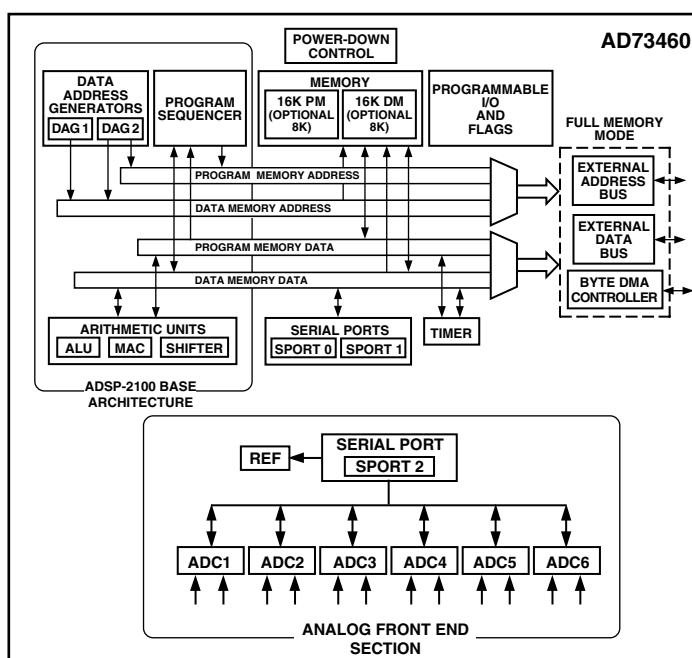 AD73460
POWER-DOWN
CONTROL
DATA
ADDRESS
GENERATORS
DAG 1
DAG 2
PROGRAM
SEQUENCER
MEMORY
16K PM
(OPTIONAL
8K)
16K DM
(OPTIONAL
8K)
PROGRAMMABLE
I/O
AND
FLAGS
FULL MEMORY
MODE
EXTERNAL
ADDRESS
BUS
EXTERNAL
DATA
BUS
BYTE DMA
CONTROLLER
PROGRAM MEMORY ADDRESS
DATA MEMORY ADDRESS
PROGRAM MEMORY DATA
DATA MEMORY DATA
ARITHMETIC UNITS
ALU
MAC
SHIFTER
SERIAL PORTS
SPORT 0
SPORT 1
TIMER
ADSP-2100 BASE
ARCHITECTURE
REF
SERIAL PORT
SPORT 2
ADC1
ADC2
ADC3
ADC4
ADC5
ADC6
ANALOG FRONT END
SECTION